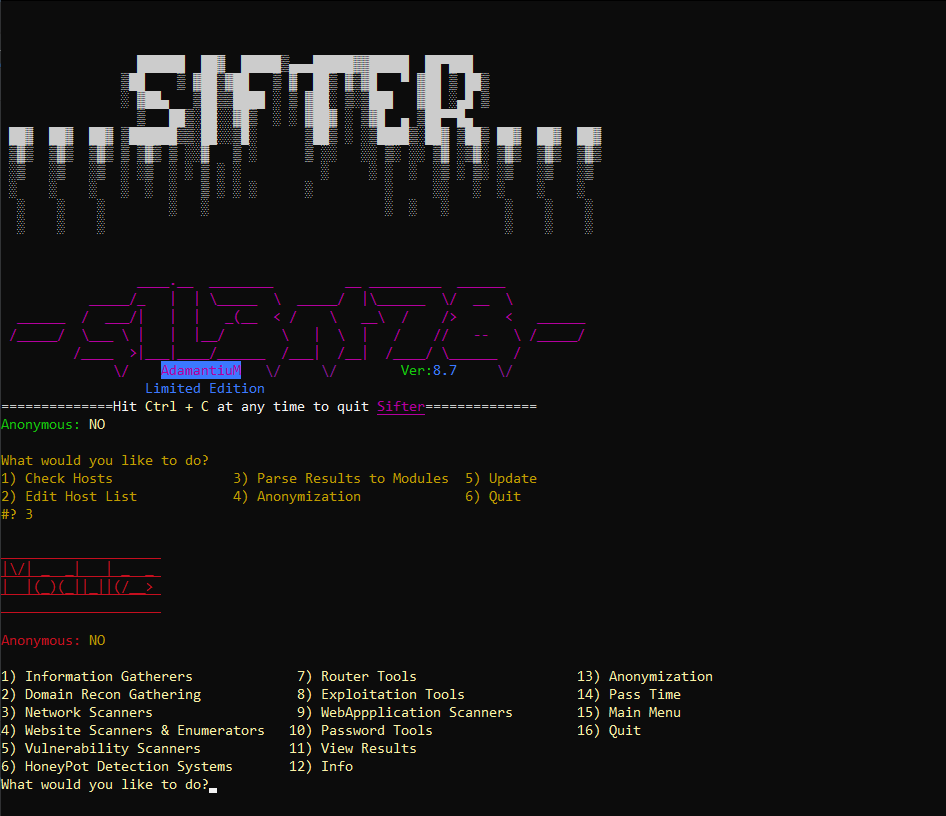 SIFTER
s1l3nt78
AdamantiuM Ver:8.7
Limited Edition
==============Hit Ctrl + C at any time to quit Sifter==============
Anonymous: NO
What would you like to do?
1) Check Hosts 3) Parse Results to Modules 5) Update
2) Edit Host List 4) Anonymization 6) Quit
#? 3
Modules
Anonymous: NO
1) Information Gatherers 7) Router Tools 13) Anonymization
2) Domain Recon Gathering 8) Exploitation Tools 14) Pass Time
3) Network Scanners 9) WebAppplication Scanners 15) Main Menu
4) Website Scanners & Enumerators 10) Password Tools 16) Quit
5) Vulnerability Scanners 11) View Results
6) HoneyPot Detection Systems 12) Info
What would you like to do?